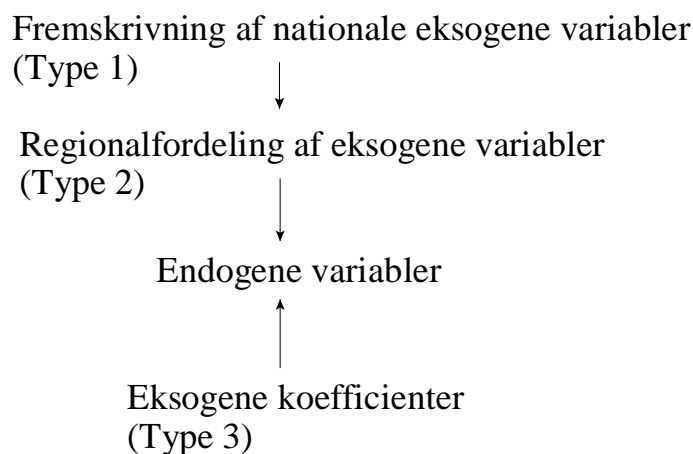 Fremskrivning af nationale eksogene variabler
(Type 1)
Regionalfordeling af eksogene variabler
(Type 2)
Endogene variabler
Eksogene koefficienter
(Type 3)